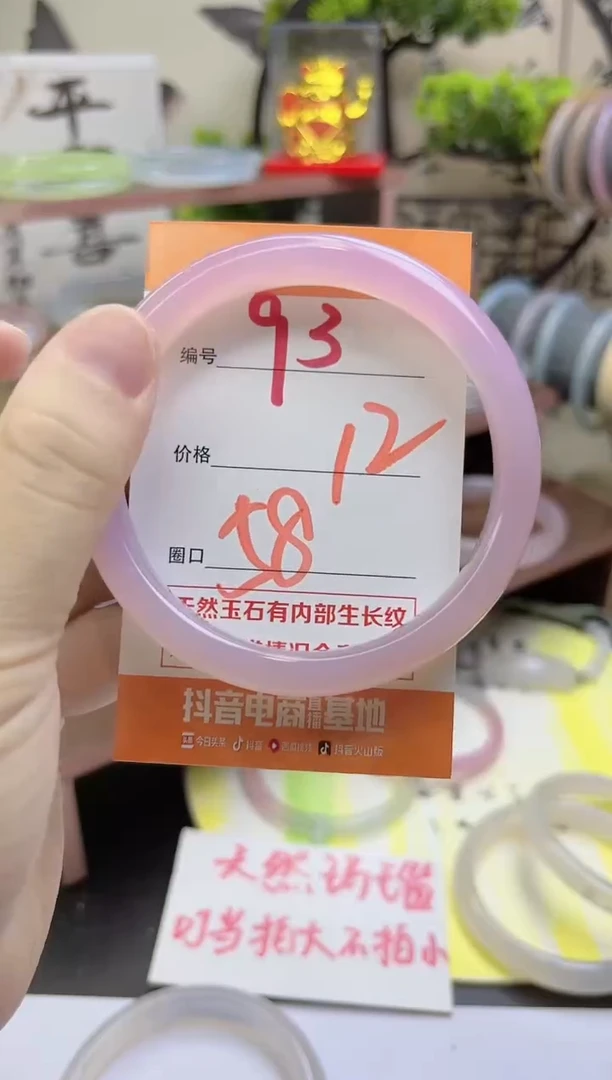 平
喜
编号 93
价格 12
圈口 58
天然玉石有内部生长纹
抖音电商直播基地
今日头条 抖音 西瓜视频 抖音火山版
天然玛瑙
叮当拍大不拍小